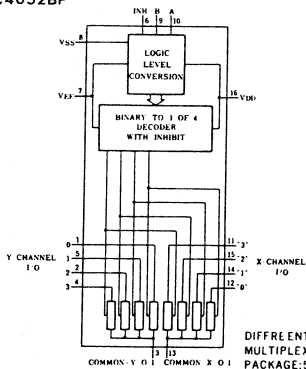 INH B A
6 9 10
VSS 8
LOGIC
LEVEL
CONVERSION
VEE 7
16 VDD
BINARY TO 1 OF 4
DECODER
WITH INHIBIT
0 1
11 "3"
Y CHANNEL 1 5
15 "2" X CHANNEL
I/O 2 2
14 "1" I/O
3 4
12 "0"
3 13
COMMON Y O I COMMON X O I
DIFFRENT
MULTIPLEX
PACKAGE: